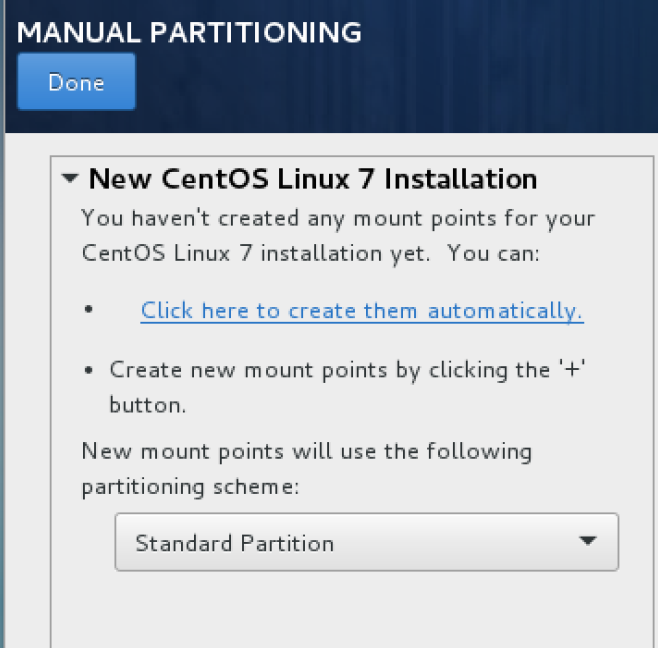 MANUAL PARTITIONING
Done
New CentOS Linux 7 Installation
You haven't created any mount points for your
CentOS Linux 7 installation yet.  You can:
• Click here to create them automatically.
• Create new mount points by clicking the '+'
button.
New mount points will use the following
partitioning scheme:
Standard Partition